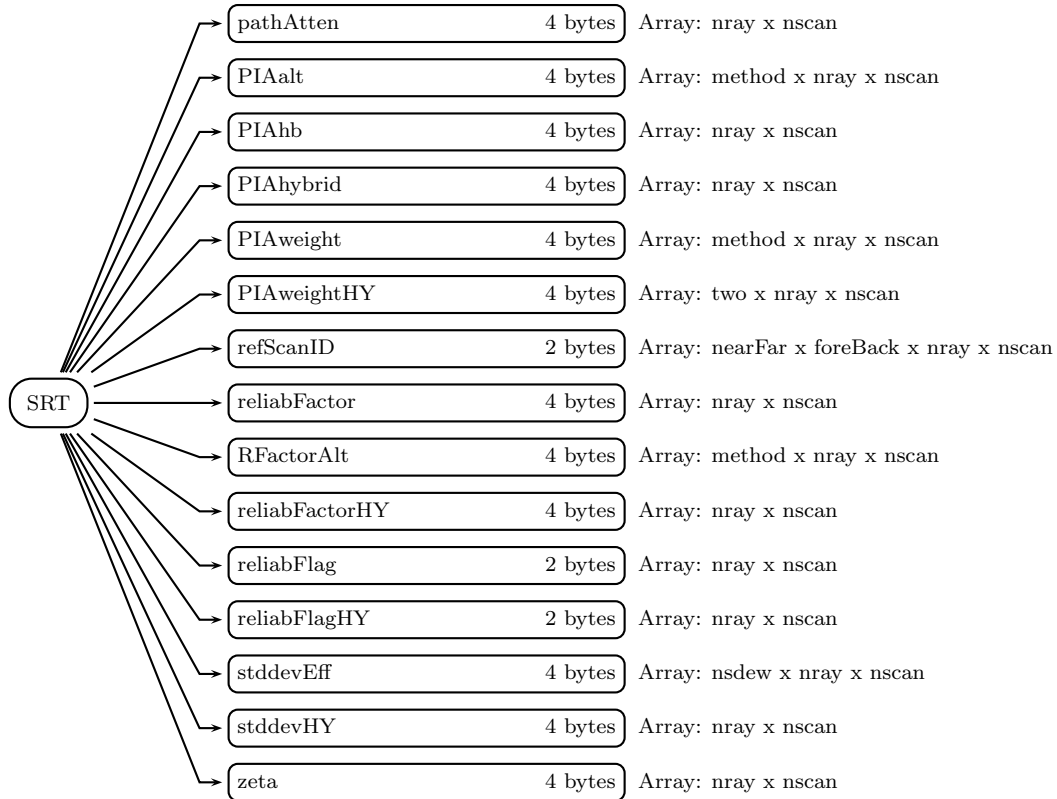 pathAtten 4 bytes Array: nray x nscan
PIAalt 4 bytes Array: method x nray x nscan
PIAhb 4 bytes Array: nray x nscan
PIAhybrid 4 bytes Array: nray x nscan
PIAweight 4 bytes Array: method x nray x nscan
PIAweightHY 4 bytes Array: two x nray x nscan
refScanID 2 bytes Array: nearFar x foreBack x nray x nscan
SRT reliabFactor 4 bytes Array: nray x nscan
RFactorAlt 4 bytes Array: method x nray x nscan
reliabFactorHY 4 bytes Array: nray x nscan
reliabFlag 2 bytes Array: nray x nscan
reliabFlagHY 2 bytes Array: nray x nscan
stddevEff 4 bytes Array: nsdew x nray x nscan
stddevHY 4 bytes Array: nray x nscan
zeta 4 bytes Array: nray x nscan